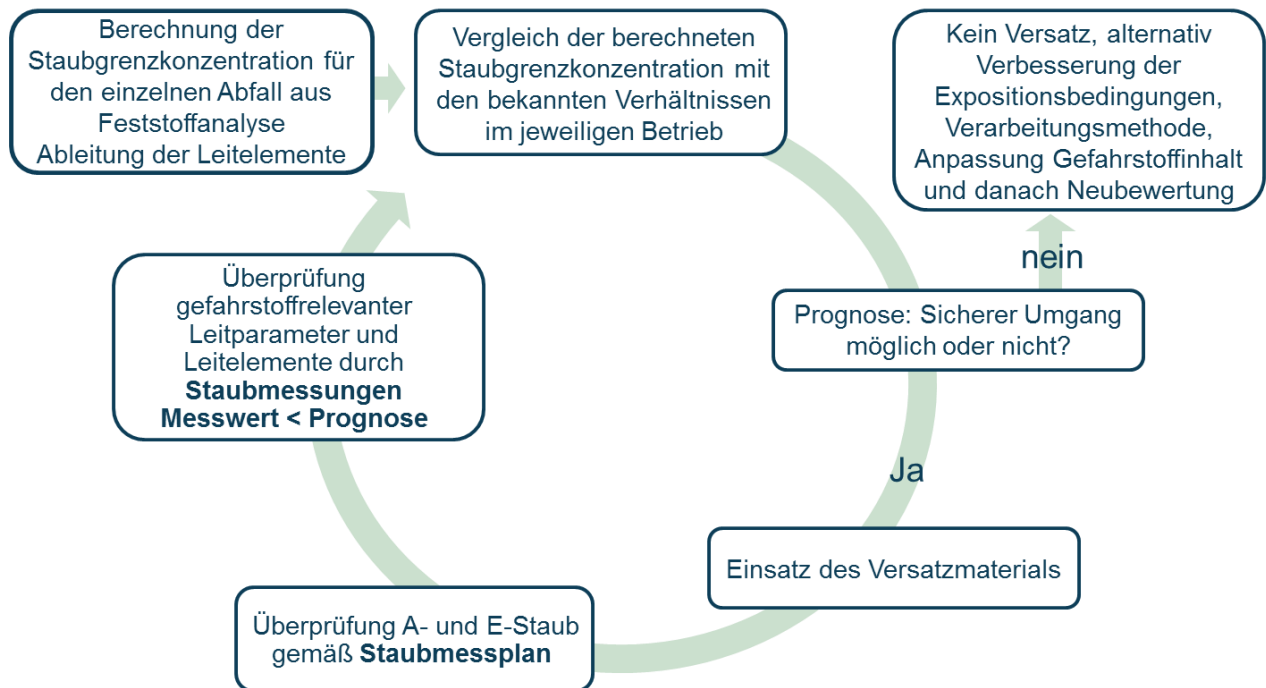 Berechnung der
Staubgrenzkonzentration für
den einzelnen Abfall aus
Feststoffanalyse
Ableitung der Leitelemente
Vergleich der berechneten
Staubgrenzkonzentration mit
den bekannten Verhältnissen
im jeweiligen Betrieb
Kein Versatz, alternativ
Verbesserung der
Expositionsbedingungen,
Verarbeitungsmethode,
Anpassung Gefahrstoffinhalt
und danach Neubewertung
nein
Prognose: Sicherer Umgang
möglich oder nicht?
Ja
Einsatz des Versatzmaterials
Überprüfung A- und E-Staub
gemäß Staubmessplan
Überprüfung
gefahrstoffrelevanter
Leitparameter und
Leitelemente durch
Staubmessungen
Messwert < Prognose